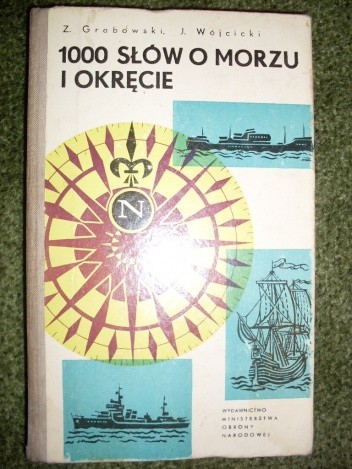 Z. Grabowski, J. Wójcicki
1000 SŁÓW O MORZU
I OKRĘCIE
N
WYDAWNICTWO
MINISTERSTWA
OBRONY
NARODOWEJ